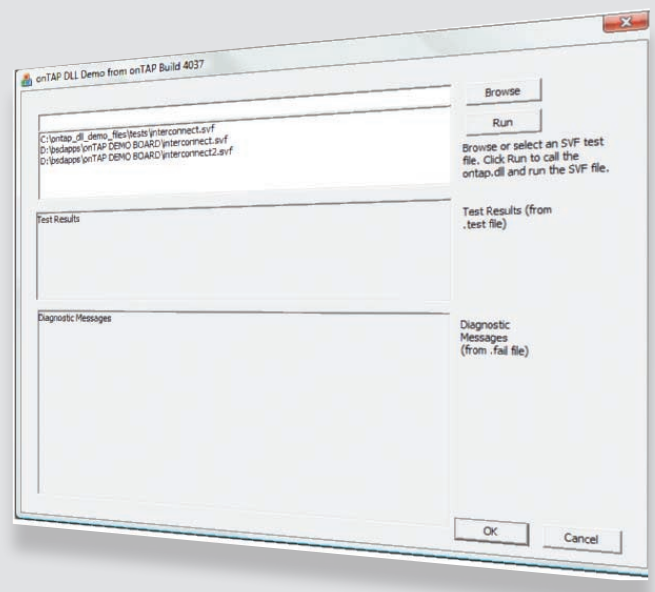 onTAP DLL Demo from onTAP Build 4037
Browse
Run
C:\ontap_dll_demo_files\tests\interconnect.svf
D:\bsdapps\onTAP DEMO BOARD\interconnect.svf
D:\bsdapps\onTAP DEMO BOARD\interconnect2.svf
Browse or select an SVF test
file. Click Run to call the
ontap.dll and run the SVF file.
Test Results
Test Results (from
.test file)
Diagnostic Messages
Diagnostic
Messages
(from .fail file)
OK
Cancel